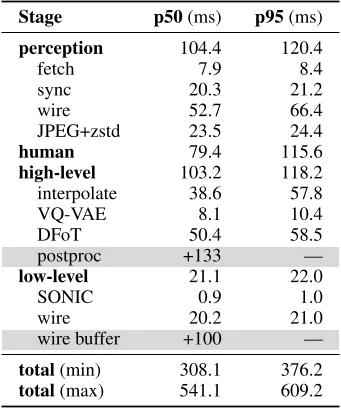 Stage p50 (ms) p95 (ms)
perception 104.4 120.4
fetch 7.9 8.4
sync 20.3 21.2
wire 52.7 66.4
JPEG+zstd 23.5 24.4
human 79.4 115.6
high-level 103.2 118.2
interpolate 38.6 57.8
VQ-VAE 8.1 10.4
DFoT 50.4 58.5
postproc +133 —
low-level 21.1 22.0
SONIC 0.9 1.0
wire 20.2 21.0
wire buffer +100 —
total (min) 308.1 376.2
total (max) 541.1 609.2